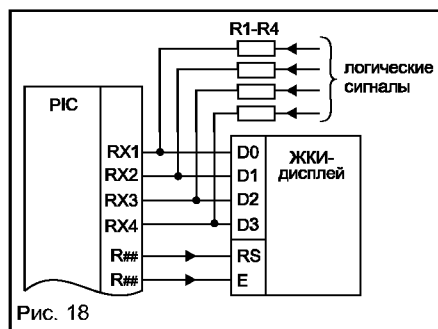 R1-R4
логические
сигналы
PIC
RX1
RX2
RX3
RX4
R##
R##
D0
D1
D2
D3
RS
E
ЖКИ-
дисплей
Рис. 18